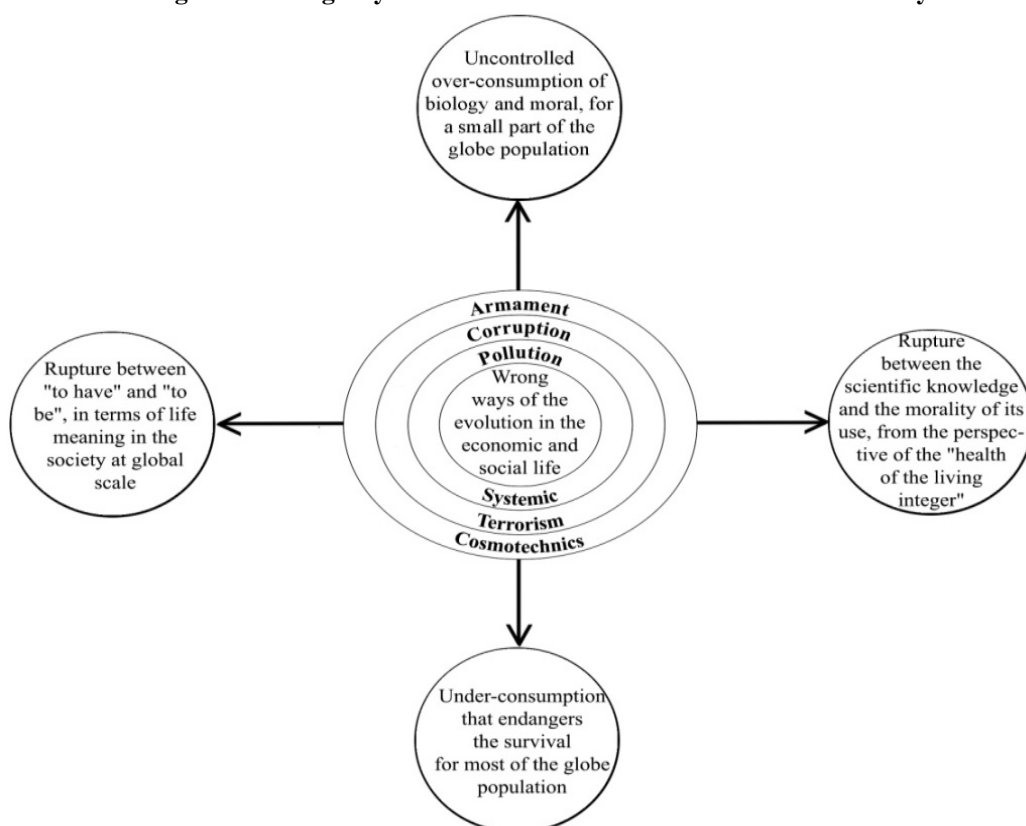 Uncontrolled
over-consumption of
biology and moral, for
a small part of the
globe population
Armament
Corruption
Pollution
Wrong
ways of the
evolution in the
economic and
social life
Systemic
Terrorism
Cosmotechnics
Rupture between
"to have" and "to
be", in terms of life
meaning in the
society at global
scale
Rupture
between the
scientific knowledge
and the morality of its
use, from the perspec-
tive of the "health
of the living
integer"
Under-consumption
that endangers
the survival
for most of the globe
population